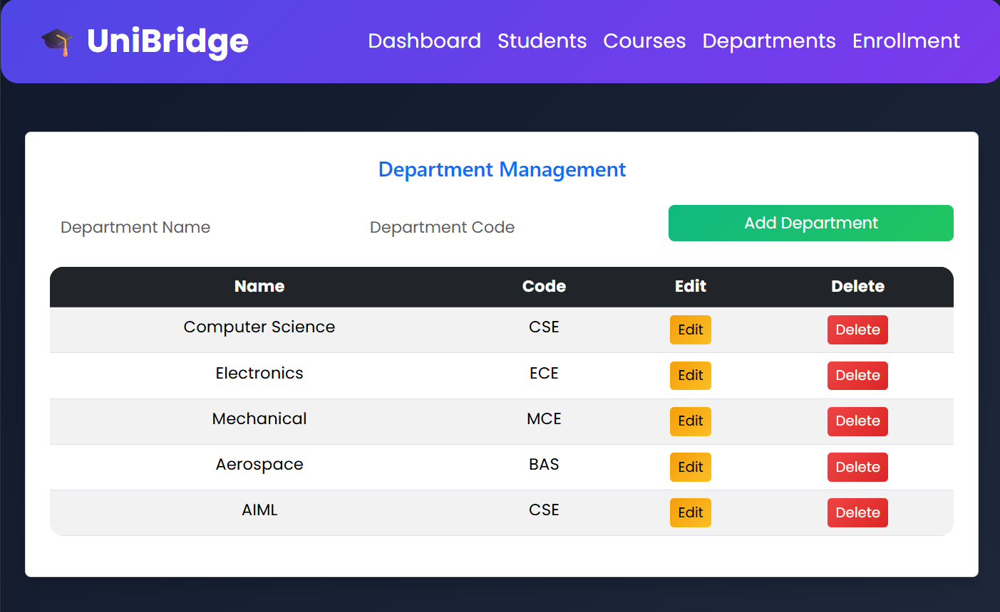 UniBridge Dashboard Students Courses Departments Enrollment
Department Management
Department Name Department Code Add Department
Name Code Edit Delete
Computer Science CSE Edit Delete
Electronics ECE Edit Delete
Mechanical MCE Edit Delete
Aerospace BAS Edit Delete
AIML CSE Edit Delete